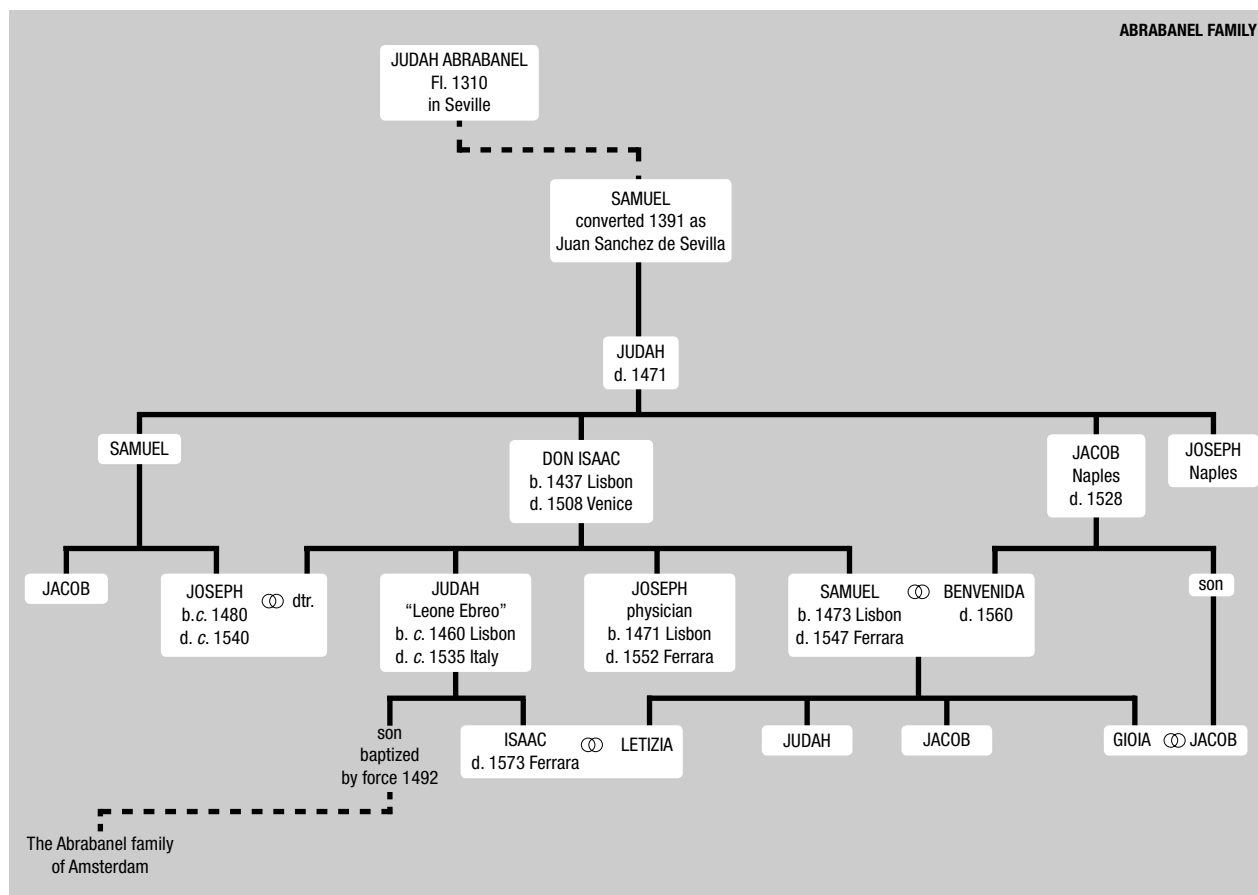 ABRABANEL FAMILY
JUDAH ABRABANEL
Fl. 1310
in Seville
SAMUEL
converted 1391 as
Juan Sanchez de Sevilla
JUDAH
d. 1471
SAMUEL
DON ISAAC
b. 1437 Lisbon
d. 1508 Venice
JACOB
Naples
d. 1528
JOSEPH
Naples
JACOB
JOSEPH
b.c. 1480
d. c. 1540
dtr.
JUDAH
“Leone Ebreo”
b. c. 1460 Lisbon
d. c. 1535 Italy
JOSEPH
physician
b. 1471 Lisbon
d. 1552 Ferrara
SAMUEL
b. 1473 Lisbon
d. 1547 Ferrara
BENVENIDA
d. 1560
son
son
baptized
by force 1492
ISAAC
d. 1573 Ferrara
LETIZIA
JUDAH
JACOB
GIOIA
JACOB
The Abrabanel family
of Amsterdam